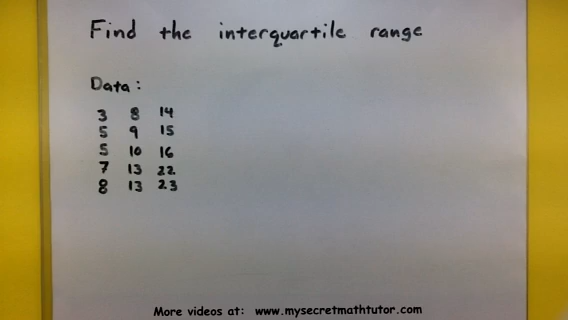 Find the interquartile range
Data:
3 8 14
5 9 15
5 10 16
7 13 22
8 13 23
More videos at: www.mysecretmathtutor.com